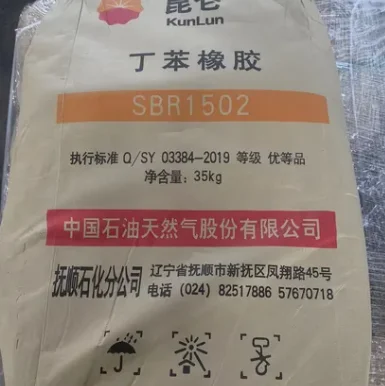 昆仑
KunLun
丁苯橡胶
SBR1502
执行标准 Q/SY 03384-2019 等级 优等品
净含量: 35kg
中国石油天然气股份有限公司
抚顺石化分公司
辽宁省抚顺市新抚区凤翔路45号
电话 (024) 82517886 57670718